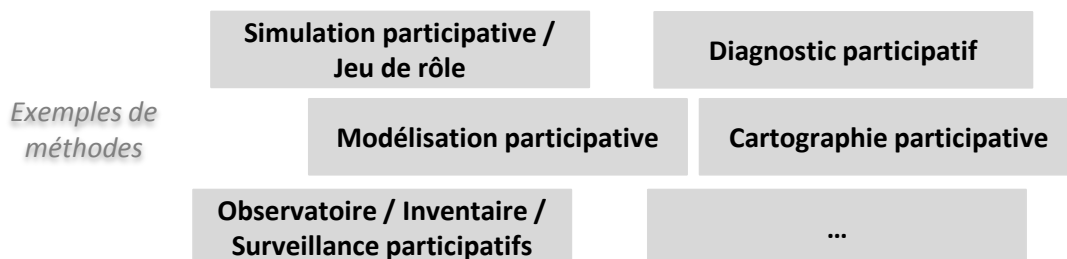 Simulation participative /
Jeu de rôle
Diagnostic participatif
Exemples de
méthodes
Modélisation participative
Cartographie participative
Observatoire / Inventaire /
Surveillance participatifs
…